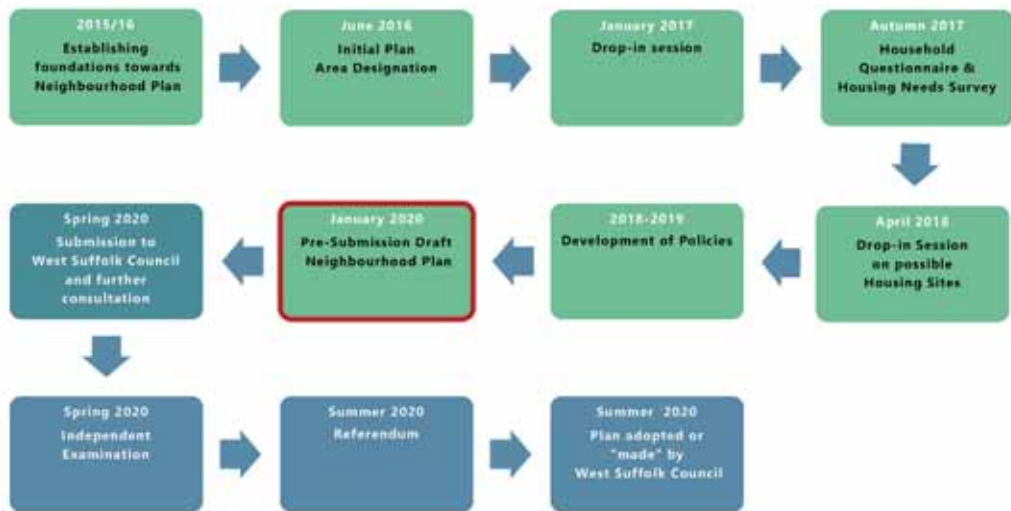 2015/16
Establishing
foundations towards
Neighbourhood Plan
June 2016
Initial Plan
Area Designation
January 2017
Drop-in session
Autumn 2017
Household
Questionnaire &
Housing Needs Survey
April 2018
Drop-in Session
on possible
Housing Sites
2018-2019
Development of Policies
January 2020
Pre-Submission Draft
Neighbourhood Plan
Spring 2020
Submission to
West Suffolk Council
and further
consultation
Spring 2020
Independent
Examination
Summer 2020
Referendum
Summer 2020
Plan adopted or
"made" by
West Suffolk Council